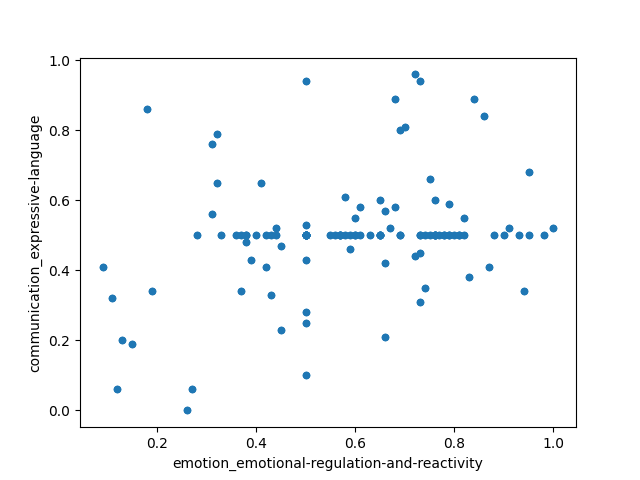 1.0
0.8
0.6
0.4
0.2
0.0
communication_expressive-language
0.2 0.4 0.6 0.8 1.0
emotion_emotional-regulation-and-reactivity